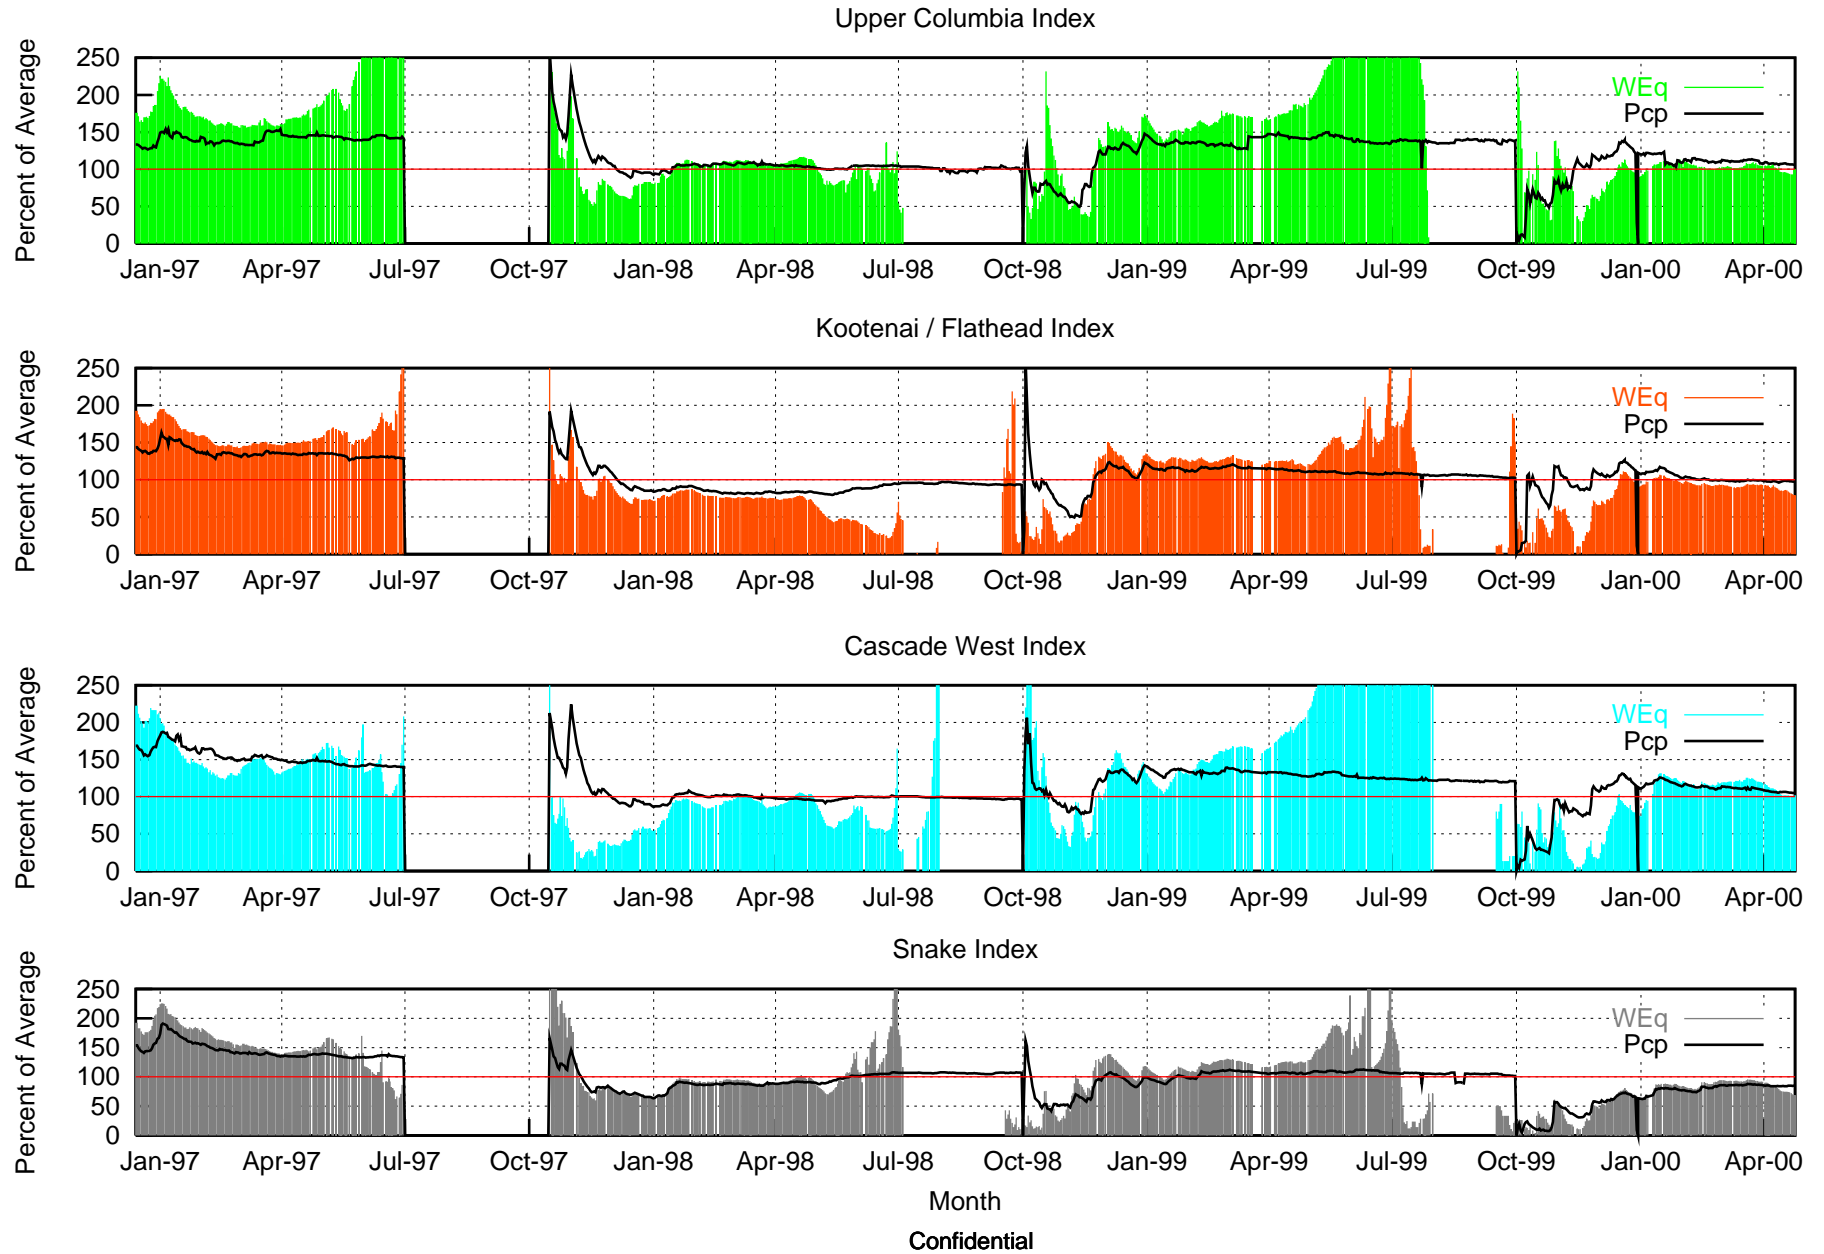 Upper Columbia Index
Percent of Average
250
200
150
100
50
0
WEq
Pcp
Jan-97 Apr-97 Jul-97 Oct-97 Jan-98 Apr-98 Jul-98 Oct-98 Jan-99 Apr-99 Jul-99 Oct-99 Jan-00 Apr-00
Kootenai / Flathead Index
Percent of Average
250
200
150
100
50
0
WEq
Pcp
Jan-97 Apr-97 Jul-97 Oct-97 Jan-98 Apr-98 Jul-98 Oct-98 Jan-99 Apr-99 Jul-99 Oct-99 Jan-00 Apr-00
Cascade West Index
Percent of Average
250
200
150
100
50
0
WEq
Pcp
Jan-97 Apr-97 Jul-97 Oct-97 Jan-98 Apr-98 Jul-98 Oct-98 Jan-99 Apr-99 Jul-99 Oct-99 Jan-00 Apr-00
Snake Index
Percent of Average
250
200
150
100
50
0
WEq
Pcp
Jan-97 Apr-97 Jul-97 Oct-97 Jan-98 Apr-98 Jul-98 Oct-98 Jan-99 Apr-99 Jul-99 Oct-99 Jan-00 Apr-00
Month
Confidential